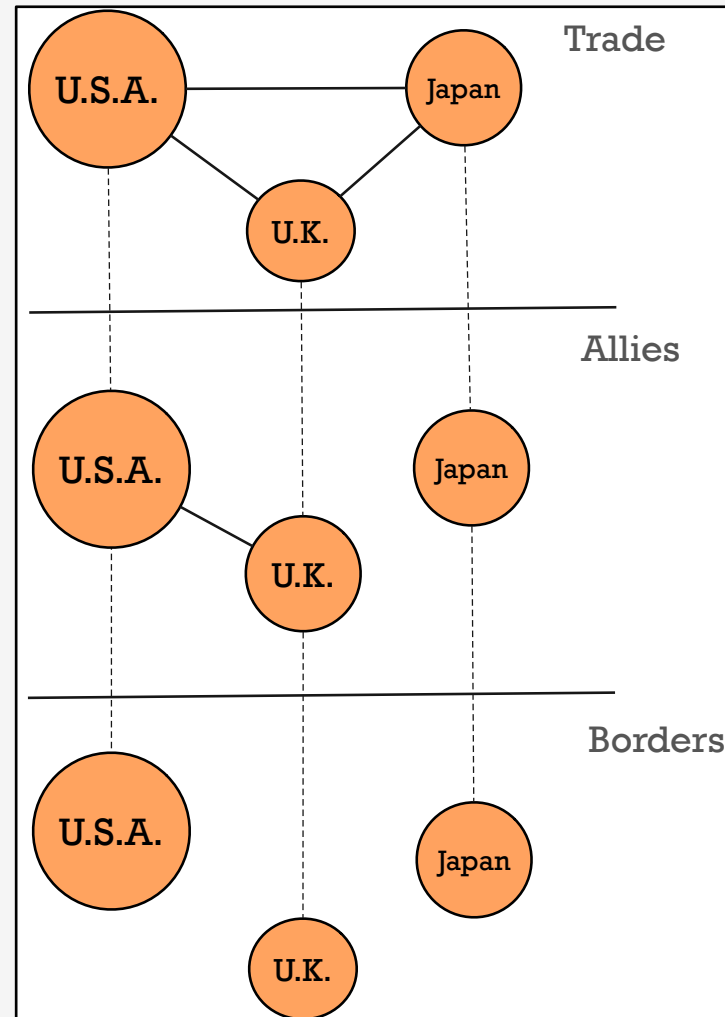 Trade
U.S.A.
Japan
U.K.
Allies
U.S.A.
Japan
U.K.
Borders
U.S.A.
Japan
U.K.